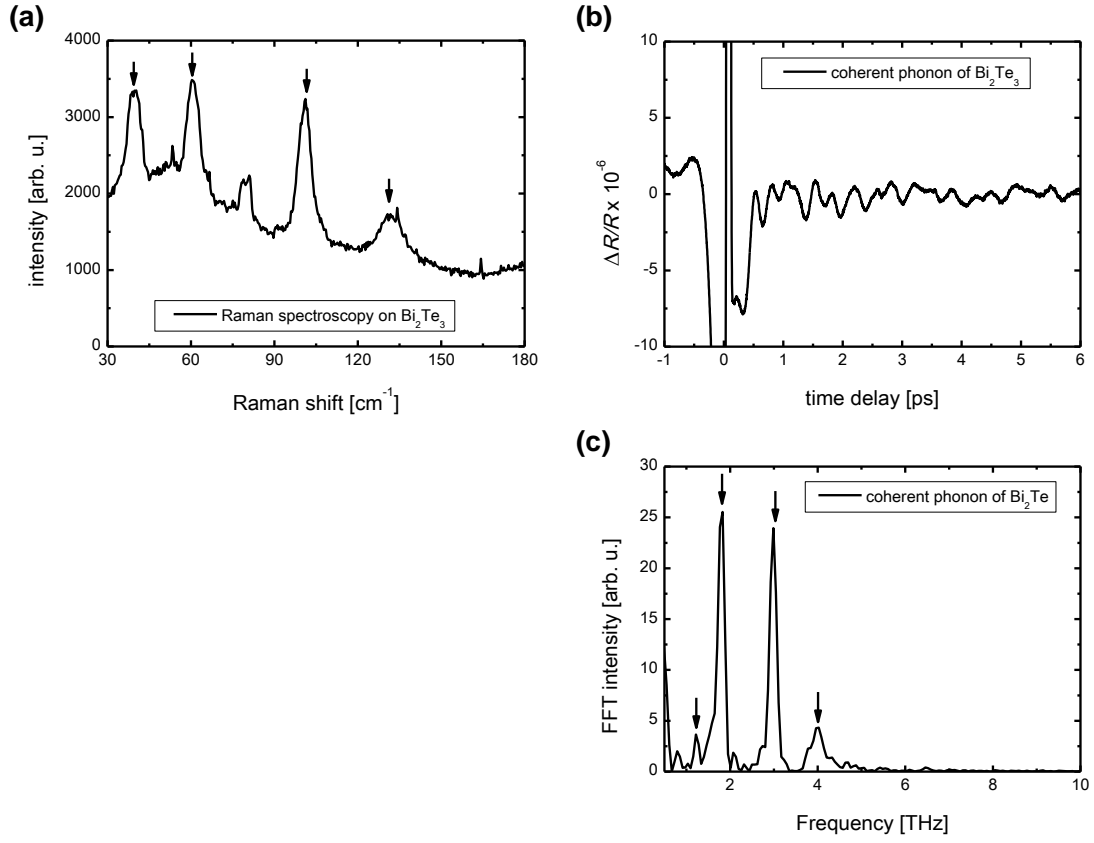 (a)
4000
3000
2000
1000
0
intensity [arb. u.]
Raman spectroscopy on Bi₂Te₃
30 60 90 120 150 180
Raman shift [cm⁻¹]
(b)
10
5
0
-5
-10
ΔR/R x 10⁻⁶
coherent phonon of Bi₂Te₃
-1 0 1 2 3 4 5 6
time delay [ps]
(c)
30
25
20
15
10
5
0
FFT intensity [arb. u.]
coherent phonon of Bi₂Te
2 4 6 8 10
Frequency [THz]